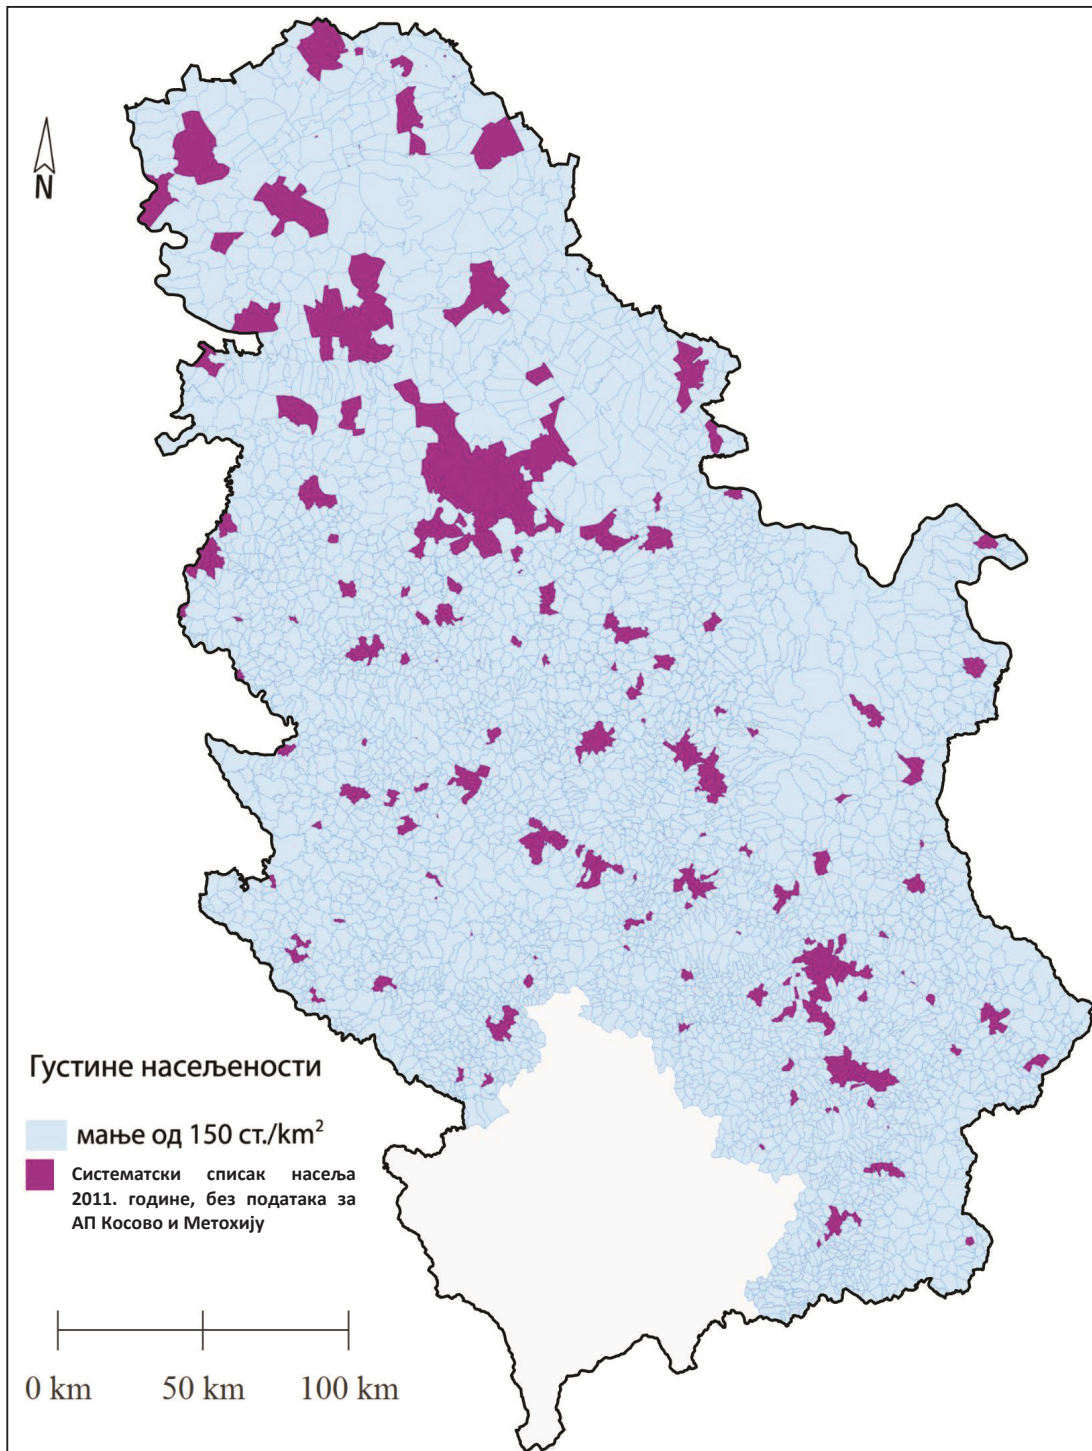 N
Густине насељености
мање од 150 ст./km²
Систематски списак насеља
2011. године, без података за
АП Косово и Метохију
0 km 50 km 100 km